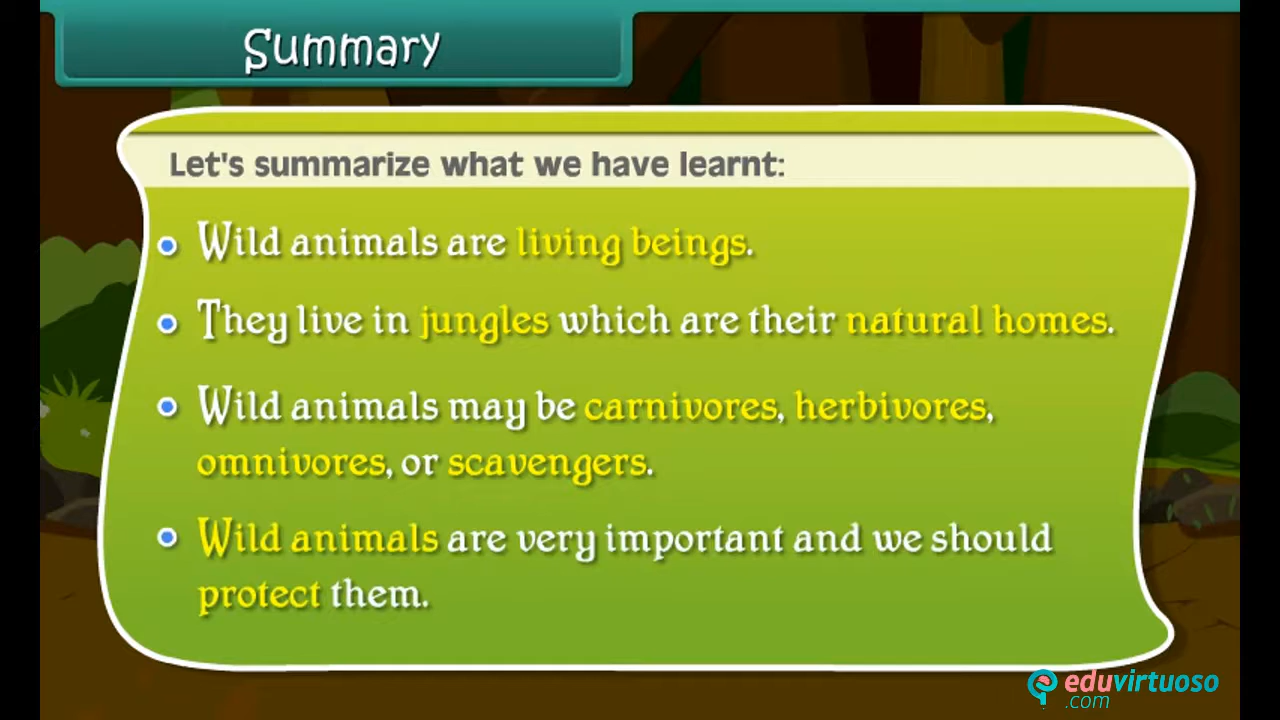 Summary
Let's summarize what we have learnt:
Wild animals are living beings.
They live in jungles which are their natural homes.
Wild animals may be carnivores, herbivores,
omnivores, or scavengers.
Wild animals are very important and we should
protect them.
eduvirtuoso
.com